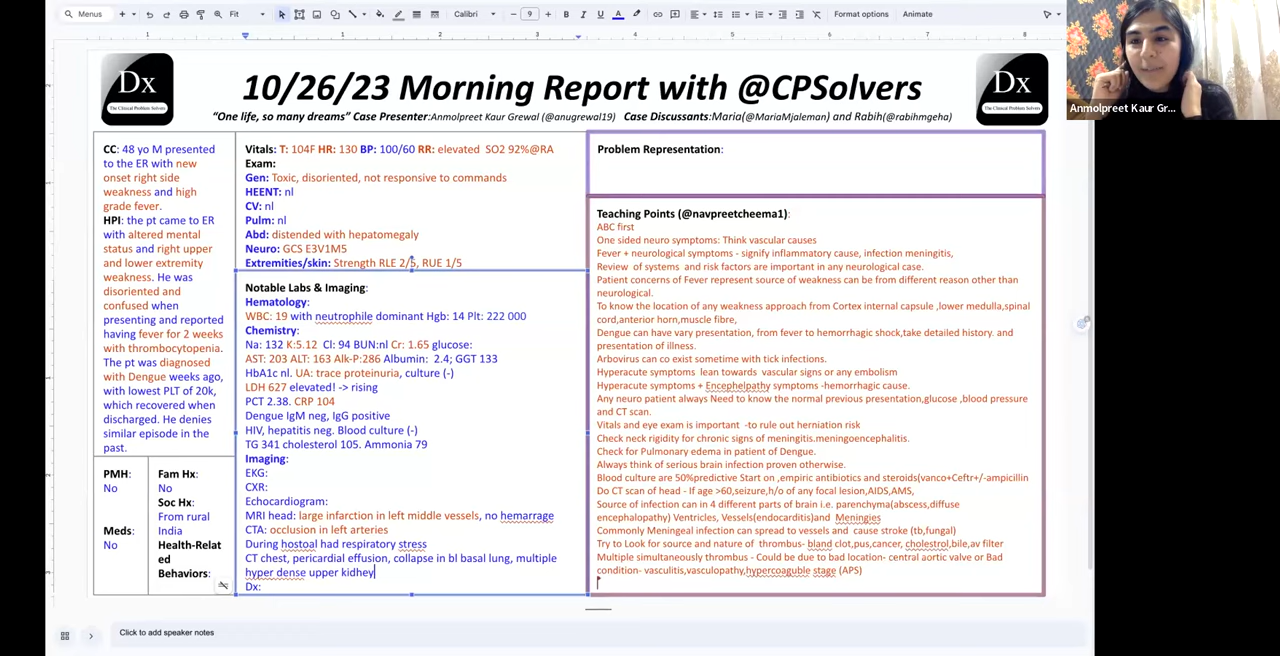 Menus
Fit
Calibri
9
B I U A
Format options
Animate
1 1 2 3 4 5 6 7 8
Anmolpreet Kaur Gr...
Dx
The Clinical Problem Solvers
10/26/23 Morning Report with @CPSolvers
“One life, so many dreams” Case Presenter:Anmolpreet Kaur Grewal (@anugrewal19) Case Discussants:Maria(@MariaMjaleman) and Rabih(@rabihmgeha)
Dx
The Clinical Problem Solvers
CC: 48 yo M presented
to the ER with new
onset right side
weakness and high
grade fever.
HPI: the pt came to ER
with altered mental
status and right upper
and lower extremity
weakness. He was
disoriented and
confused when
presenting and reported
having fever for 2 weeks
with thrombocytopenia.
The pt was diagnosed
with Dengue weeks ago,
with lowest PLT of 20k,
which recovered when
discharged. He denies
similar episode in the
past.
PMH:
No
Meds:
No
Fam Hx:
No
Soc Hx:
From rural
India
Health-Relat
ed
Behaviors:
Vitals: T: 104F HR: 130 BP: 100/60 RR: elevated SO2 92%@RA
Exam:
Gen: Toxic, disoriented, not responsive to commands
HEENT: nl
CV: nl
Pulm: nl
Abd: distended with hepatomegaly
Neuro: GCS E3V1M5
Extremities/skin: Strength RLE 2/5, RUE 1/5
Notable Labs & Imaging:
Hematology:
WBC: 19 with neutrophile dominant Hgb: 14 Plt: 222 000
Chemistry:
Na: 132 K:5.12 Cl: 94 BUN:nl Cr: 1.65 glucose:
AST: 203 ALT: 163 Alk-P:286 Albumin: 2.4; GGT 133
HbA1c nl. UA: trace proteinuria, culture (-)
LDH 627 elevated! -> rising
PCT 2.38. CRP 104
Dengue IgM neg, IgG positive
HIV, hepatitis neg. Blood culture (-)
TG 341 cholesterol 105. Ammonia 79
Imaging:
EKG:
CXR:
Echocardiogram:
MRI head: large infarction in left middle vessels, no hemarrage
CTA: occlusion in left arteries
During hostoal had respiratory stress
CT chest, pericardial effusion, collapse in bl basal lung, multiple
hyper dense upper kidhey
Dx:
Problem Representation:
Teaching Points (@navpreetcheema1):
ABC first
One sided neuro symptoms: Think vascular causes
Fever + neurological symptoms - signify inflammatory cause, infection meningitis,
Review of systems and risk factors are important in any neurological case.
Patient concerns of Fever represent source of weakness can be from different reason other than
neurological.
To know the location of any weakness approach from Cortex internal capsule ,lower medulla,spinal
cord,anterior horn,muscle fibre,
Dengue can have vary presentation, from fever to hemorrhagic shock,take detailed history. and
presentation of illness.
Arbovirus can co exist sometime with tick infections.
Hyperacute symptoms lean towards vascular signs or any embolism
Hyperacute symptoms + Encephelpathy symptoms -hemorrhagic cause.
Any neuro patient always Need to know the normal previous presentation,glucose ,blood pressure
and CT scan.
Vitals and eye exam is important -to rule out herniation risk
Check neck rigidity for chronic signs of meningitis.meningoencephalitis.
Check for Pulmonary edema in patient of Dengue.
Always think of serious brain infection proven otherwise.
Blood culture are 50%predictive Start on ,empiric antibiotics and steroids(vanco+Ceftr+/-ampicillin
Do CT scan of head - If age >60,seizure,h/o of any focal lesion,AIDS,AMS,
Source of infection can in 4 different parts of brain i.e. parenchyma(abscess,diffuse
encephalopathy) Ventricles, Vessels(endocarditis)and Meningies
Commonly Meningeal infection can spread to vessels and cause stroke (tb,fungal)
Try to Look for source and nature of thrombus- bland clot,pus,cancer, cholestrol,bile,av filter
Multiple simultaneously thrombus - Could be due to bad location- central aortic valve or Bad
condition- vasculitis,vasculopathy,hypercoaguble stage (APS)
Click to add speaker notes